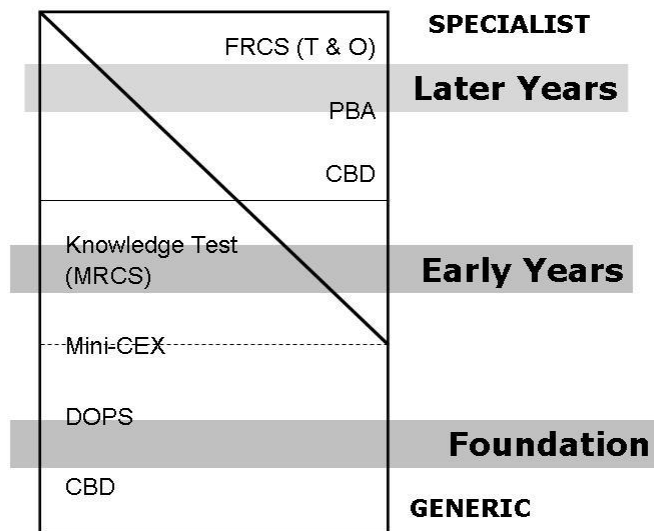 SPECIALIST
FRCS (T & O)
Later Years
PBA
CBD
Knowledge Test
(MRCS)
Early Years
Mini-CEX
DOPS
Foundation
CBD
GENERIC